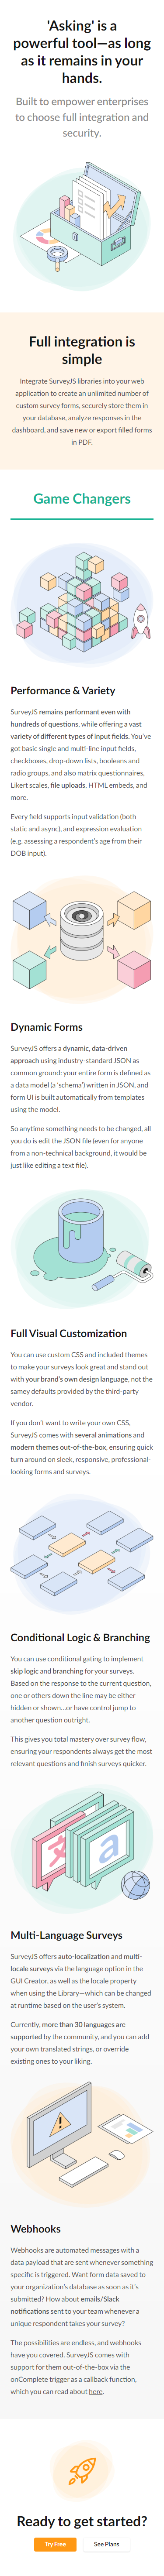 'Asking' is a
powerful tool—as long
as it remains in your
hands.
Built to empower enterprises
to choose full integration and
security.
Full integration is
simple
Integrate SurveyJS libraries into your web
application to create an unlimited number of
custom survey forms, securely store them in
your database, analyze responses in the
dashboard, and save new or export filled forms
in PDF.
Game Changers
Performance & Variety
SurveyJS remains performant even with
hundreds of questions, while offering a vast
variety of different types of input fields. You've
got basic single and multi-line input fields,
checkboxes, drop-down lists, booleans and
radio groups, and also matrix questionnaires,
Likert scales, file uploads, HTML embeds, and
more.
Every field supports input validation (both
static and async), and expression evaluation
(e.g. assessing a respondent's age from their
DOB input).
Dynamic Forms
SurveyJS offers a dynamic, data-driven
approach using industry-standard JSON as
common ground: your entire form is defined as
a data model (a 'schema') written in JSON, and
form UI is built automatically from templates
using the model.
So anytime something needs to be changed, all
you do is edit the JSON file (even for anyone
from a non-technical background, it would be
just like editing a text file).
Full Visual Customization
You can use custom CSS and included themes
to make your surveys look great and stand out
with your brand's own design language, not the
samey defaults provided by the third-party
vendor.
If you don't want to write your own CSS,
SurveyJS comes with several animations and
modern themes out-of-the-box, ensuring quick
turn around on sleek, responsive, professional-
looking forms and surveys.
Conditional Logic & Branching
You can use conditional gating to implement
skip logic and branching for your surveys.
Based on the response to the current question,
one or others down the line may be either
hidden or shown...or have control jump to
another question outright.
This gives you total mastery over survey flow,
ensuring your respondents always get the most
relevant questions and finish surveys quicker.
a
Multi-Language Surveys
SurveyJS offers auto-localization and multi-
locale surveys via the language option in the
GUI Creator, as well as the locale property
when using the Library—which can be changed
at runtime based on the user's system.
Currently, more than 30 languages are
supported by the community, and you can add
your own translated strings, or override
existing ones to your liking.
Webhooks
Webhooks are automated messages with a
data payload that are sent whenever something
specific is triggered. Want form data saved to
your organization's database as soon as it's
submitted? How about emails/Slack
notifications sent to your team whenever a
unique respondent takes your survey?
The possibilities are endless, and webhooks
have you covered. SurveyJS comes with
support for them out-of-the-box via the
onComplete trigger as a callback function,
which you can read about here.
Ready to get started?
Try Free
See Plans